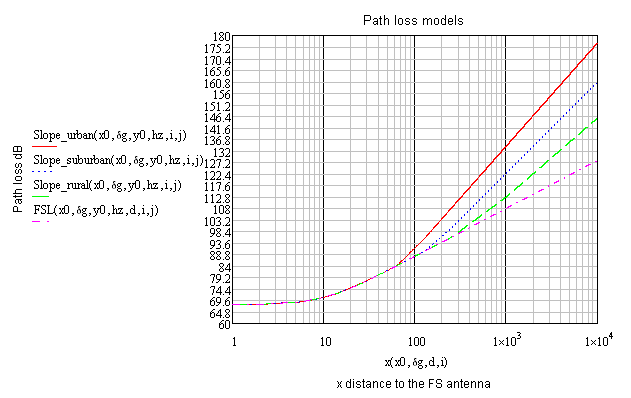 Path loss models
Path loss dB
Slope_urban(x0,δg,y0,hz,i,j)
Slope_suburban(x0,δg,y0,hz,i,j)
Slope_rural(x0,δg,y0,hz,i,j)
FSL(x0,δg,y0,hz,d,i,j)
180
175.2
170.4
165.6
160.8
156
151.2
146.4
141.6
136.8
132
127.2
122.4
117.6
112.8
108
103.2
98.4
93.6
88.8
84
79.2
74.4
69.6
64.8
60
1 10 100 1×10³ 1×10⁴
x(x0,δg,d,i)
x distance to the FS antenna